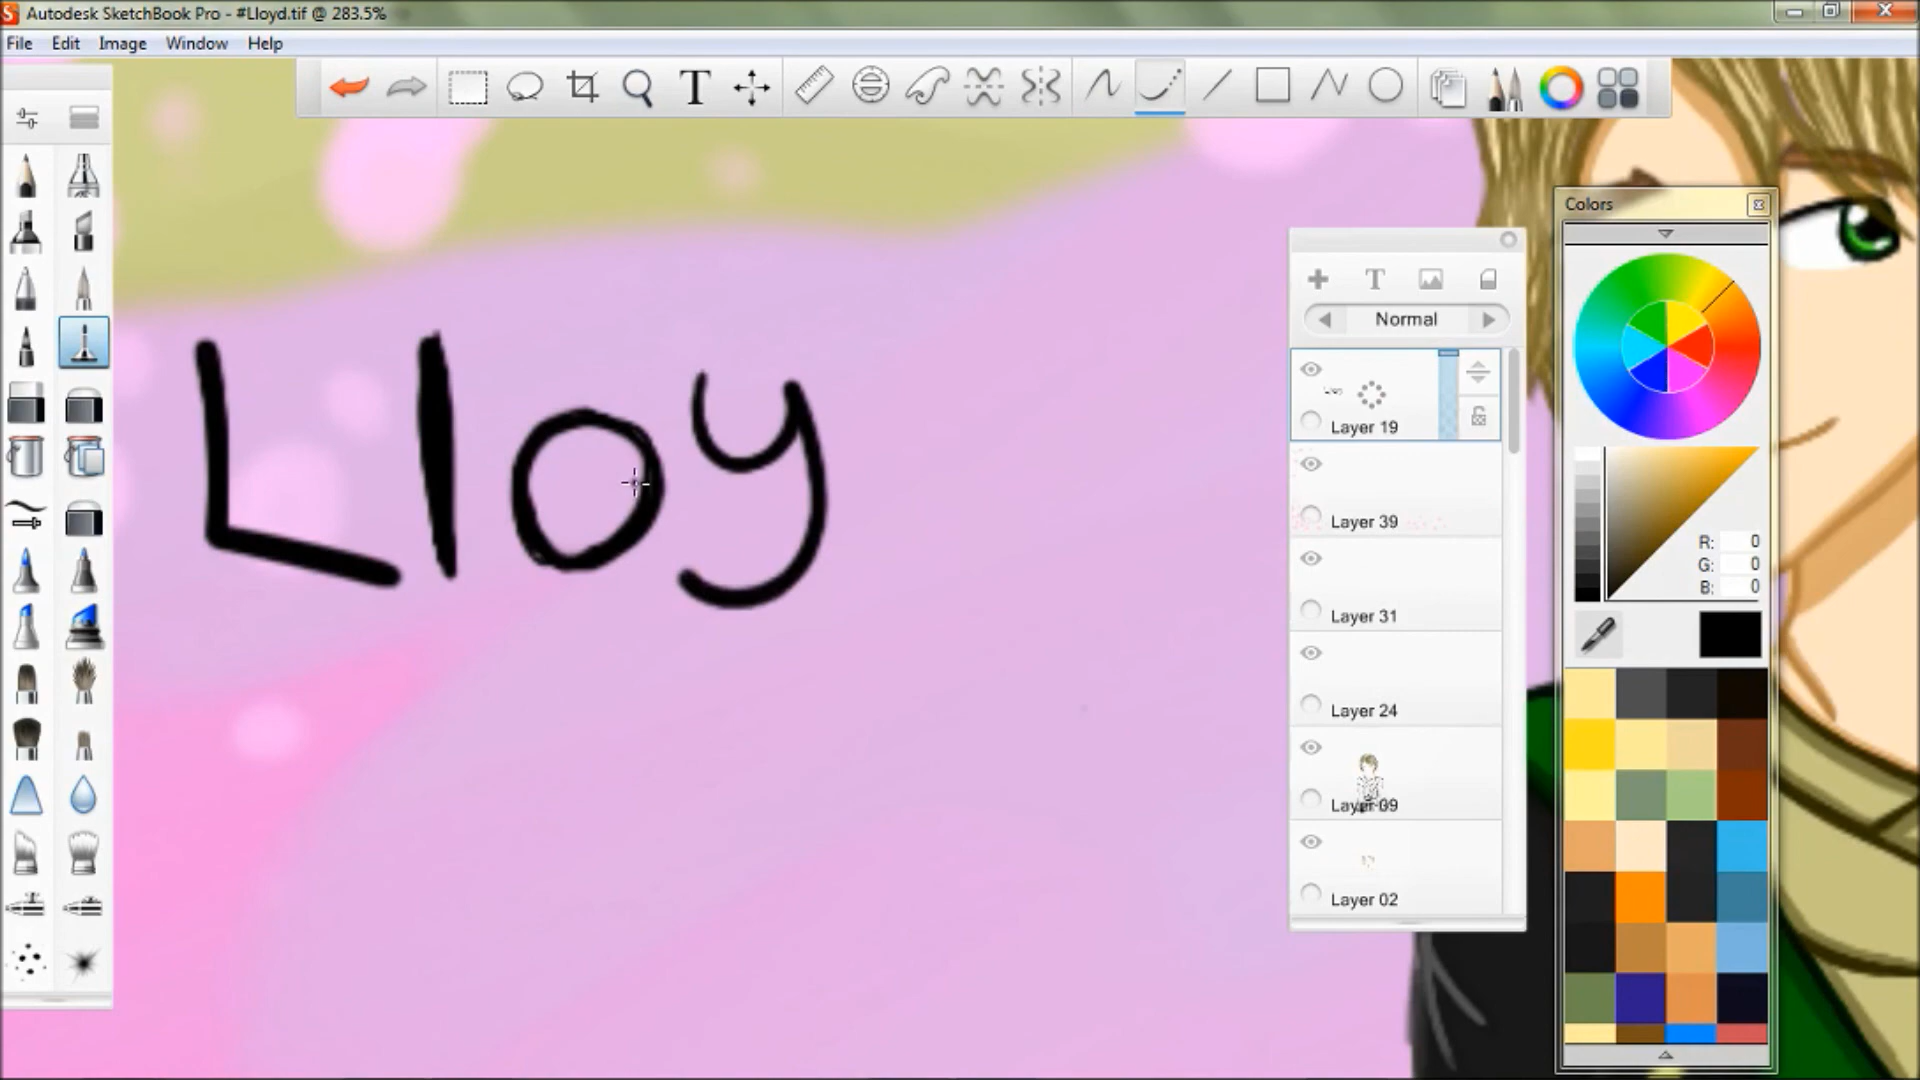 Autodesk SketchBook Pro - #Lloyd.tif @ 283.5%
File Edit Image Window Help
T
Lloy
Colors
T
Normal
Layer 19
Layer 39
Layer 31
Layer 24
Layer 09
Layer 02
R: 0
G: 0
B: 0